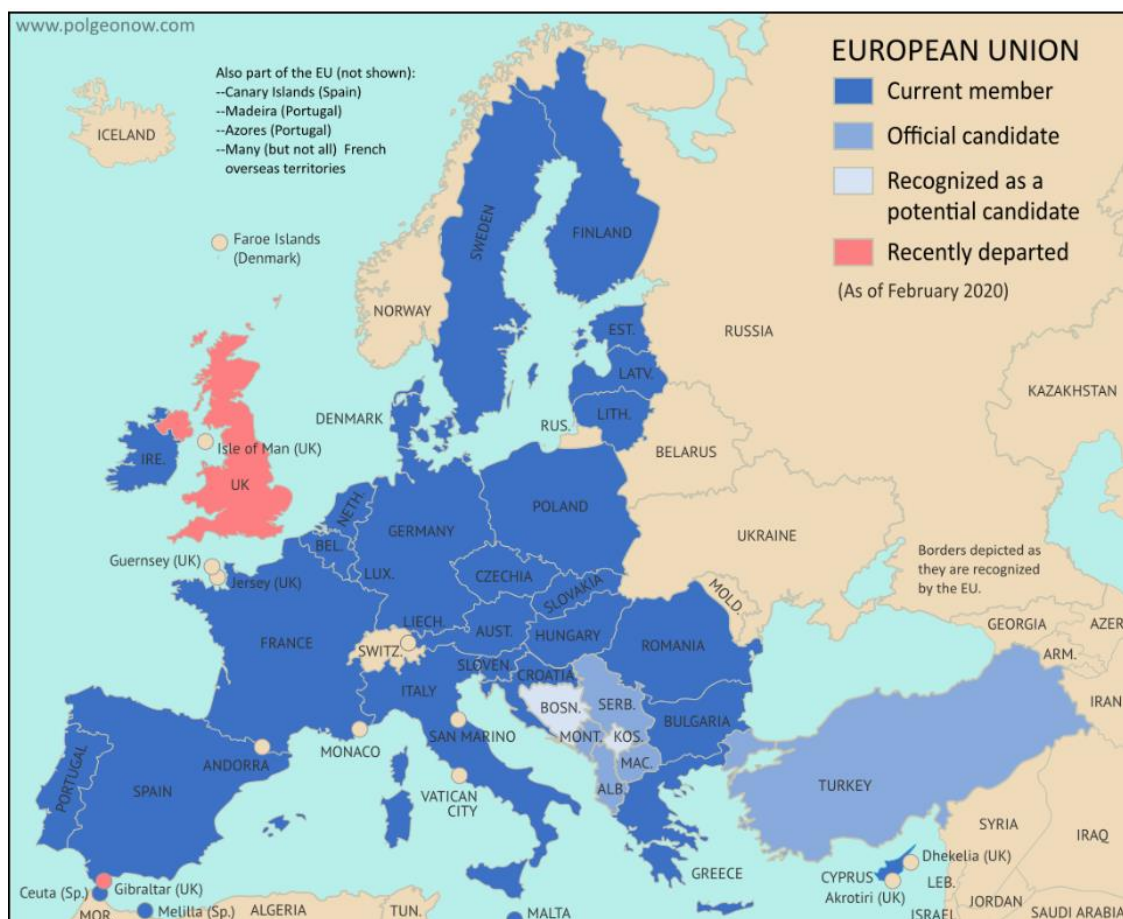 www.polgeonow.com
EUROPEAN UNION
Current member
Official candidate
Recognized as a
potential candidate
Recently departed
(As of February 2020)
Also part of the EU (not shown):
--Canary Islands (Spain)
--Madeira (Portugal)
--Azores (Portugal)
--Many (but not all) French
overseas territories
ICELAND
Faroe Islands
(Denmark)
SWEDEN
FINLAND
NORWAY
RUSSIA
EST.
LATV.
LITH.
RUS.
KAZAKHSTAN
DENMARK
BELARUS
Isle of Man (UK)
IRE.
UK
NETH.
BEL.
GERMANY
POLAND
UKRAINE
Guernsey (UK)
Jersey (UK)
LUX.
CZECHIA
SLOVAKIA
MOLD.
Borders depicted as
they are recognized
by the EU.
FRANCE
LIECH.
SWITZ.
AUST.
HUNGARY
ROMANIA
GEORGIA
AZER
ARM.
SLOVEN.
CROATIA
ITALY
BOSN.
SERB.
BULGARIA
IRAN
MONACO
SAN MARINO
MONT.
KOS.
MAC.
ALB.
ANDORRA
PORTUGAL
SPAIN
VATICAN
CITY
TURKEY
SYRIA
IRAQ
GREECE
CYPRUS
Dhekelia (UK)
Akrotiri (UK)
LEB.
Ceuta (Sp.)
Gibraltar (UK)
MOR.
Melilla (Sp.)
ALGERIA
TUN.
MALTA
ISRAEL
JORDAN
SAUDI ARABIA